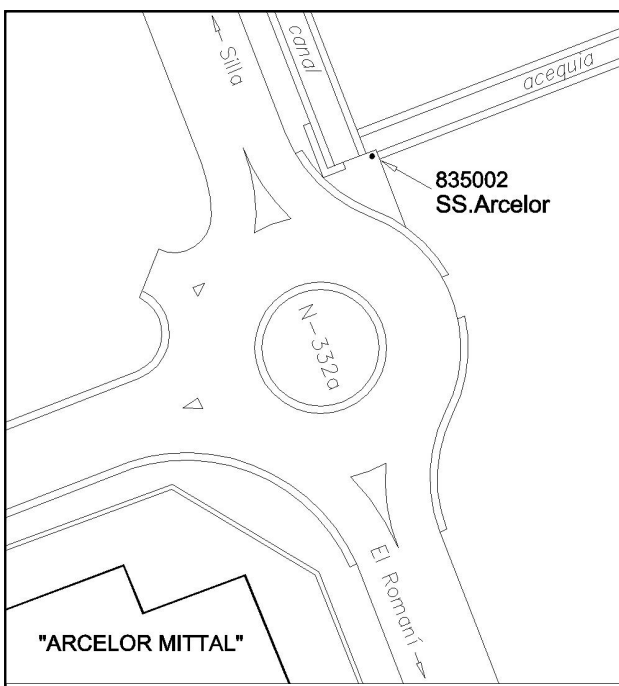 ← Silla
canal
acequia
835002
SS.Arcelor
N-332a
El Romaní →
"ARCELOR MITTAL"